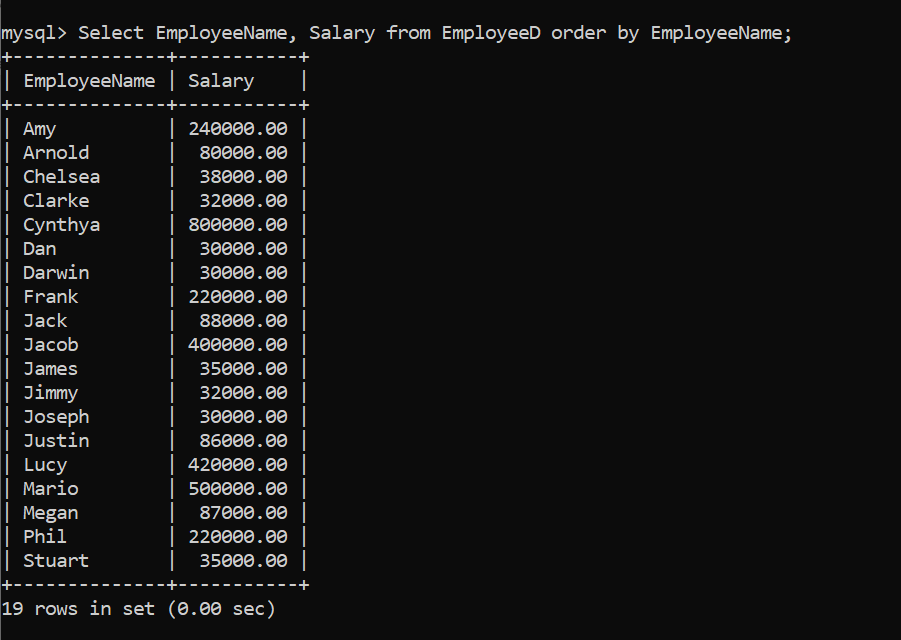 mysql> Select EmployeeName, Salary from EmployeeD order by EmployeeName;
+--------------+-----------+
| EmployeeName | Salary    |
+--------------+-----------+
| Amy          | 240000.00 |
| Arnold       |  80000.00 |
| Chelsea      |  38000.00 |
| Clarke       |  32000.00 |
| Cynthya      | 800000.00 |
| Dan          |  30000.00 |
| Darwin       |  30000.00 |
| Frank        | 220000.00 |
| Jack         |  88000.00 |
| Jacob        | 400000.00 |
| James        |  35000.00 |
| Jimmy        |  32000.00 |
| Joseph       |  30000.00 |
| Justin       |  86000.00 |
| Lucy         | 420000.00 |
| Mario        | 500000.00 |
| Megan        |  87000.00 |
| Phil         | 220000.00 |
| Stuart       |  35000.00 |
+--------------+-----------+
19 rows in set (0.00 sec)